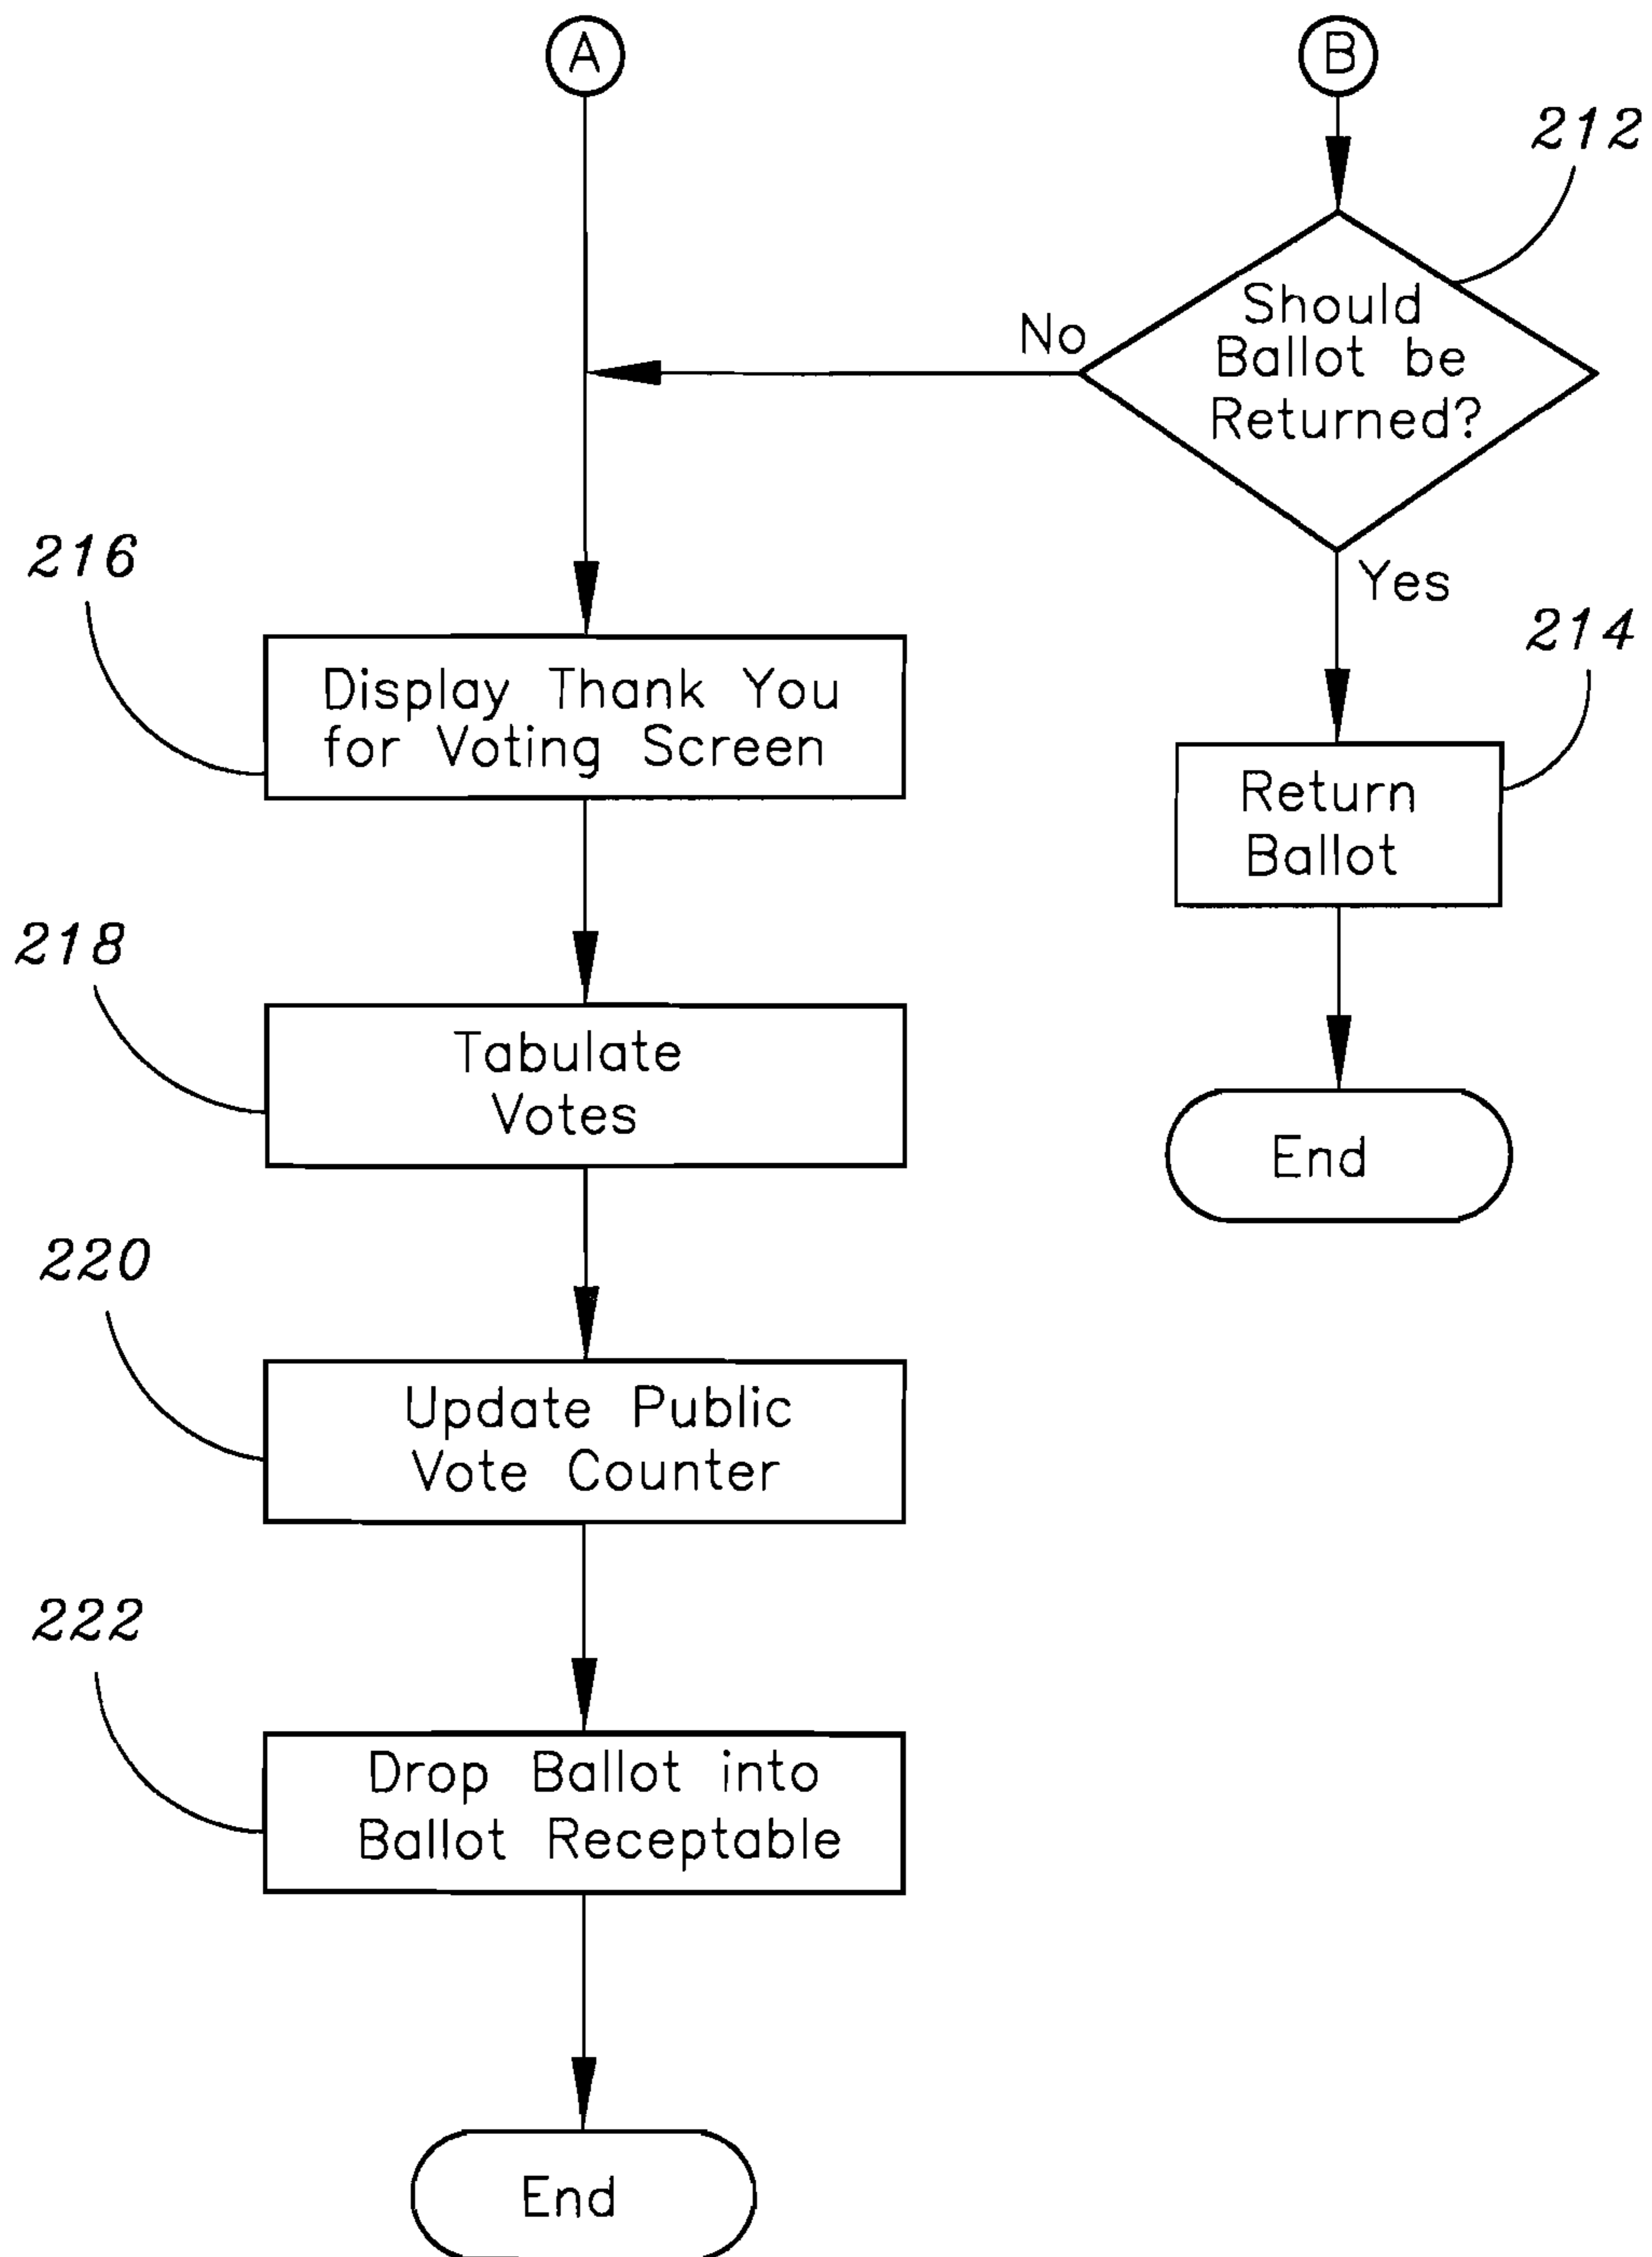 A
B
212
Should
Ballot be
Returned?
No
Yes
216
214
Display Thank You
for Voting Screen
Return
Ballot
218
Tabulate
Votes
End
220
Update Public
Vote Counter
222
Drop Ballot into
Ballot Receptable
End